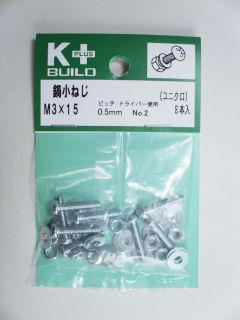 K+
PLUS
BUILD
鍋小ねじ
(ユニクロ)
M3×15
ピッチ ドライバー使用
0.5mm No.2
8本入